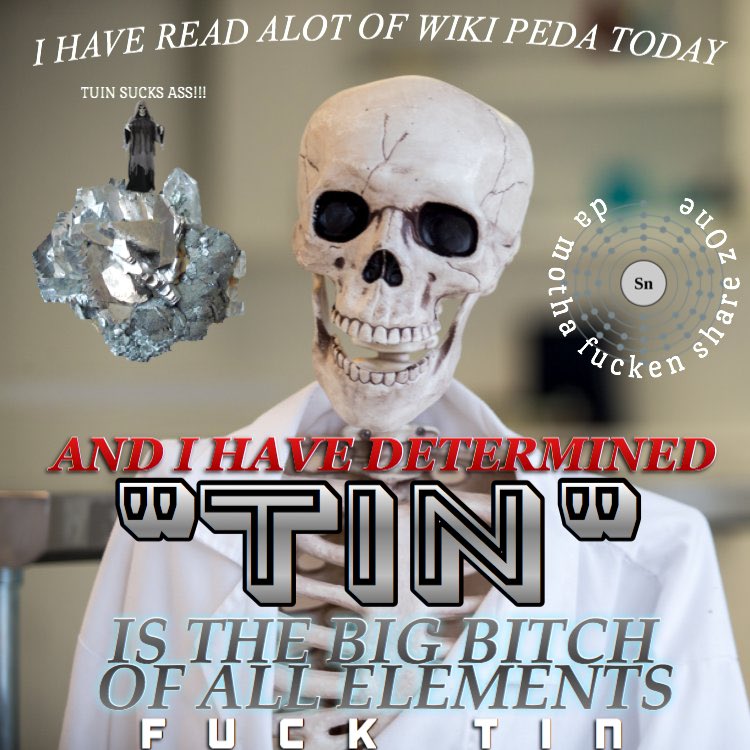 I HAVE READ ALOT OF WIKI PEDA TODAY
TUIN SUCKS ASS!!!
da motha fucken share zone
Sn
AND I HAVE DETERMINED
"TIN"
IS THE BIG BITCH
OF ALL ELEMENTS
FUCK TIN